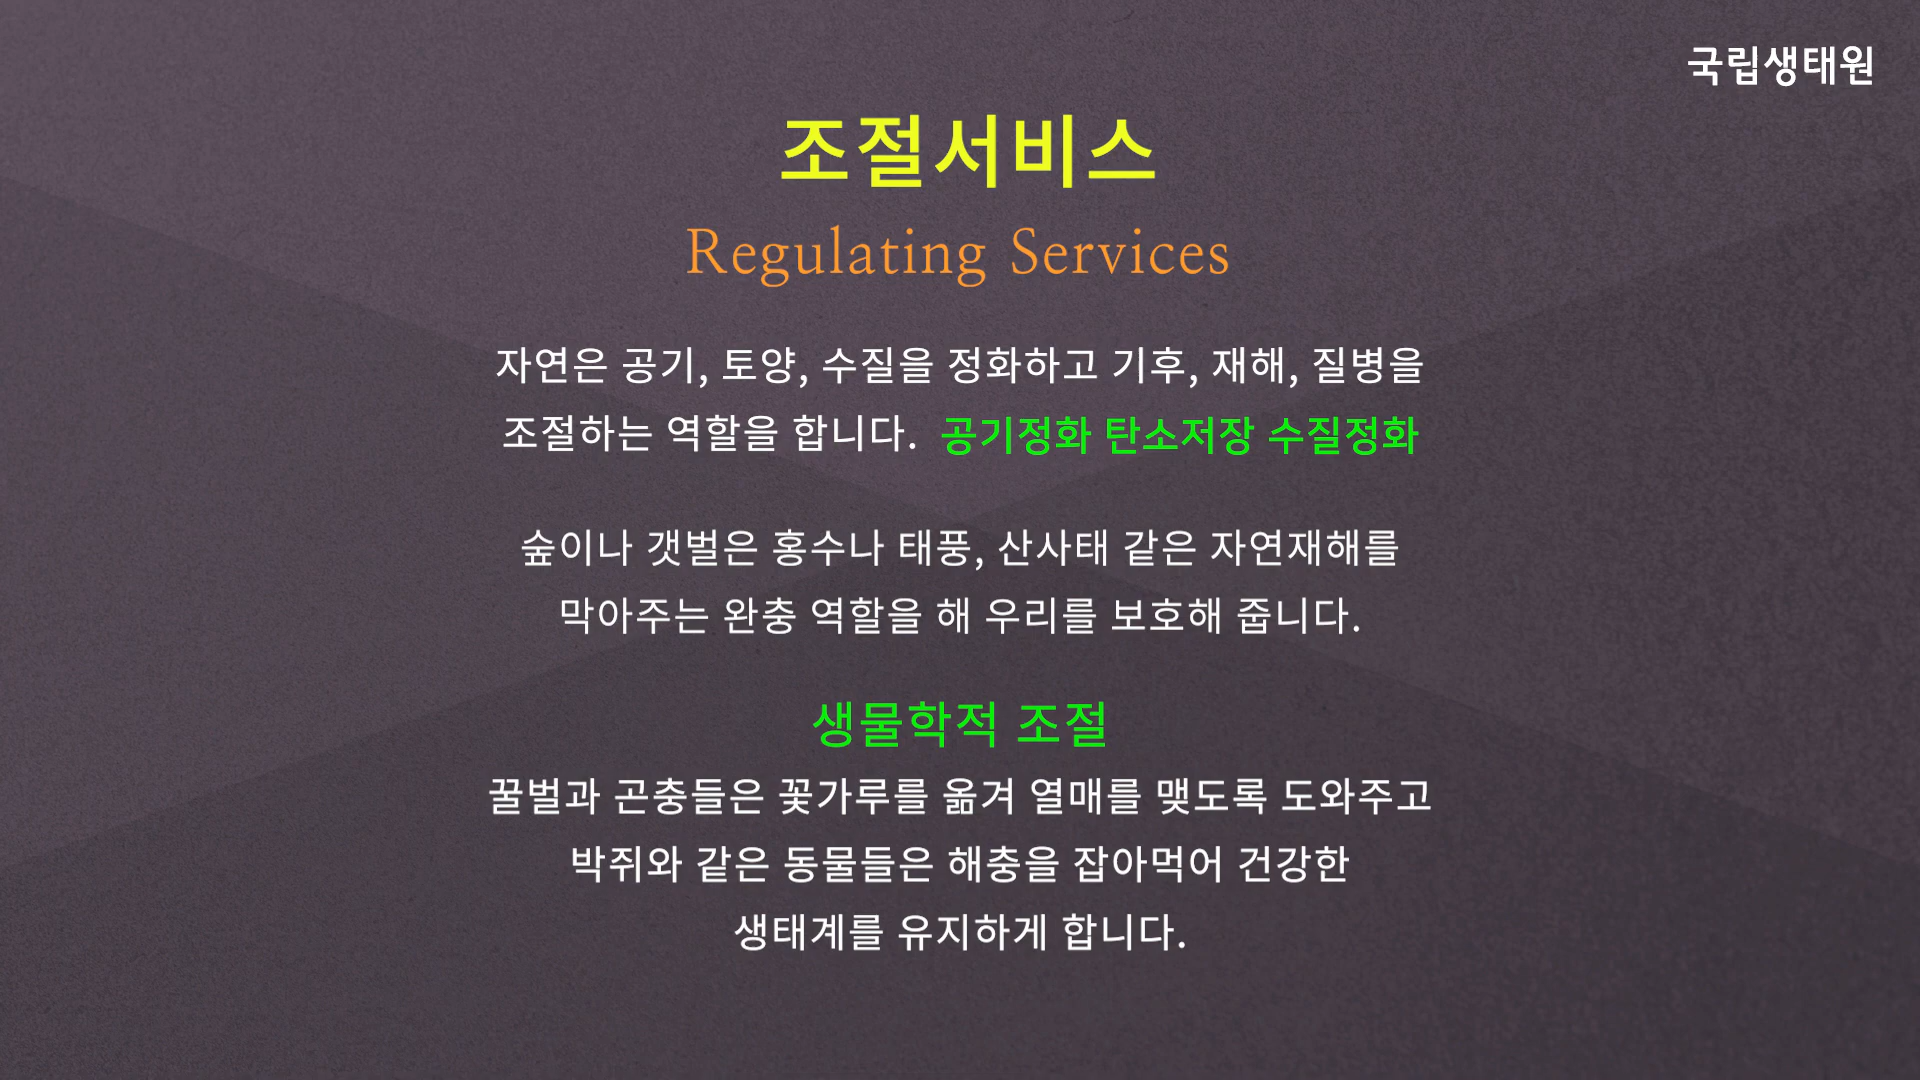 국립생태원
조절서비스
Regulating Services
자연은 공기, 토양, 수질을 정화하고 기후, 재해, 질병을
조절하는 역할을 합니다. 공기정화 탄소저장 수질정화
숲이나 갯벌은 홍수나 태풍, 산사태 같은 자연재해를
막아주는 완충 역할을 해 우리를 보호해 줍니다.
생물학적 조절
꿀벌과 곤충들은 꽃가루를 옮겨 열매를 맺도록 도와주고
박쥐와 같은 동물들은 해충을 잡아먹어 건강한
생태계를 유지하게 합니다.